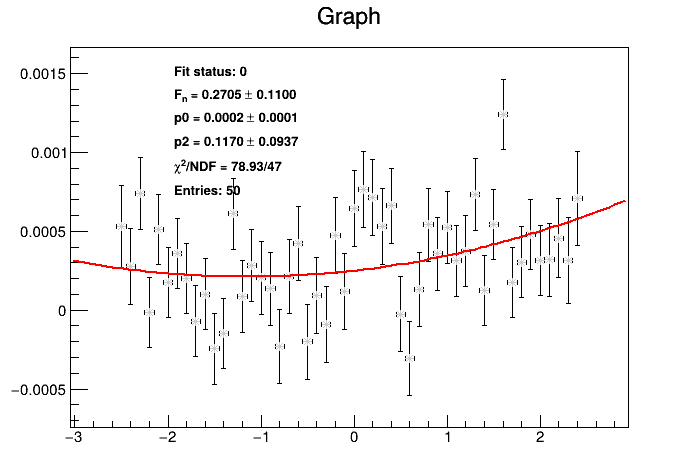 Graph
0.0015
0.001
0.0005
0
−0.0005
−3
−2
−1
0
1
2
Fit status: 0
Fn = 0.2705 ± 0.1100
p0 = 0.0002 ± 0.0001
p2 = 0.1170 ± 0.0937
χ²/NDF = 78.93/47
Entries: 50